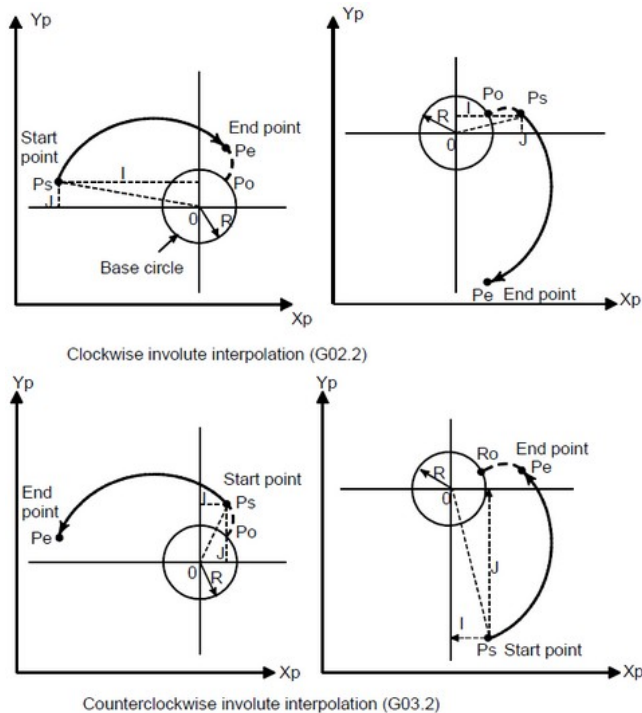 Yp
Start
point
Ps
I
J
End point
Pe
Po
0
R
Base circle
Xp
Yp
Po
Ps
I
R
0
J
Pe End point
Xp
Clockwise involute interpolation (G02.2)
Yp
End
point
Pe
Start point
J
Ps
Po
J
0
R
Xp
Yp
Ro
End point
Pe
R
0
J
I
Ps Start point
Xp
Counterclockwise involute interpolation (G03.2)